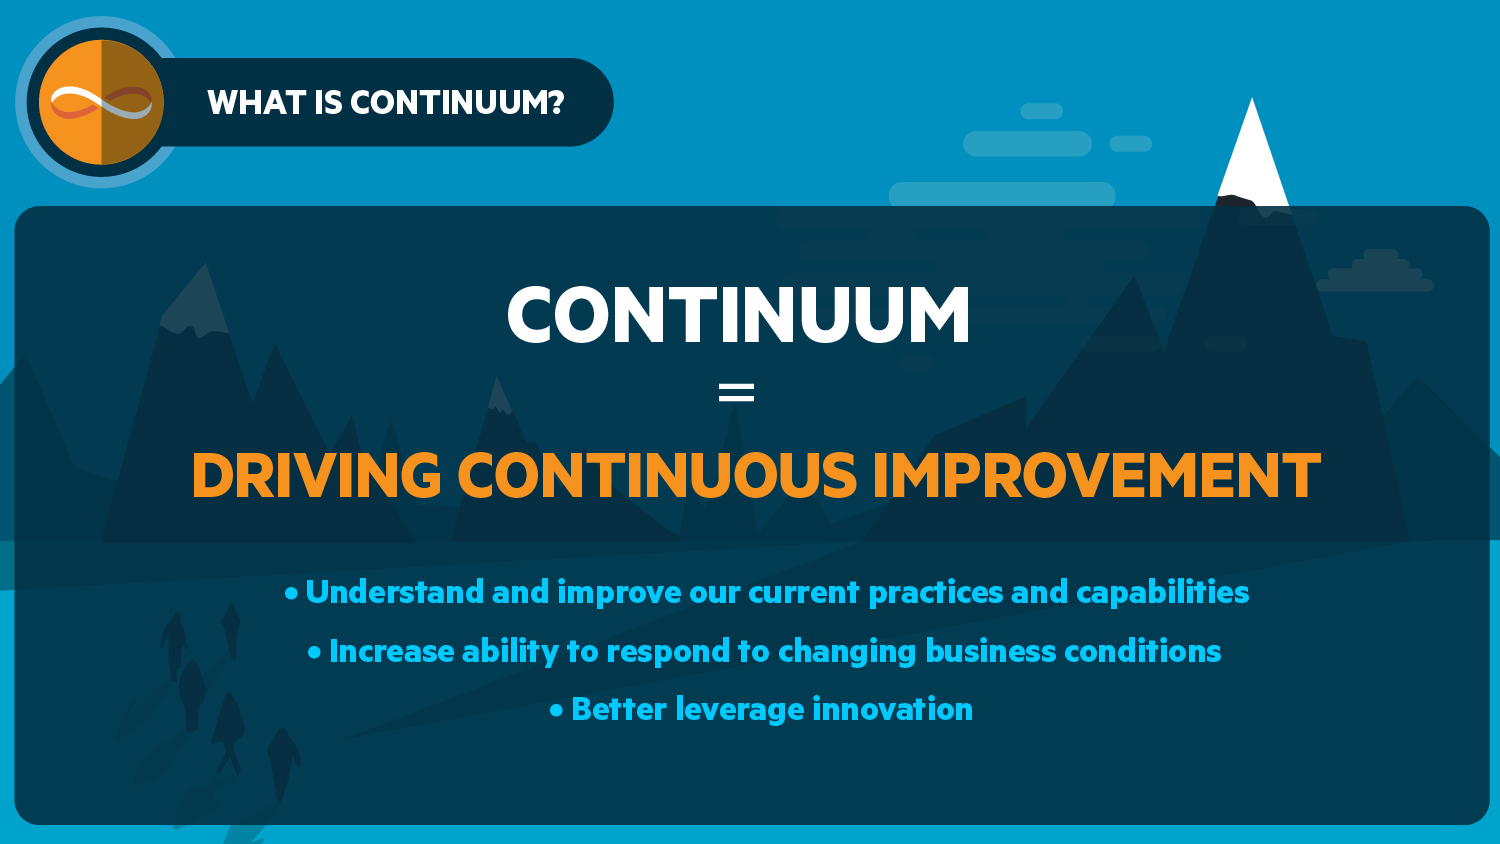 WHAT IS CONTINUUM?
CONTINUUM
=
DRIVING CONTINUOUS IMPROVEMENT
• Understand and improve our current practices and capabilities
• Increase ability to respond to changing business conditions
• Better leverage innovation